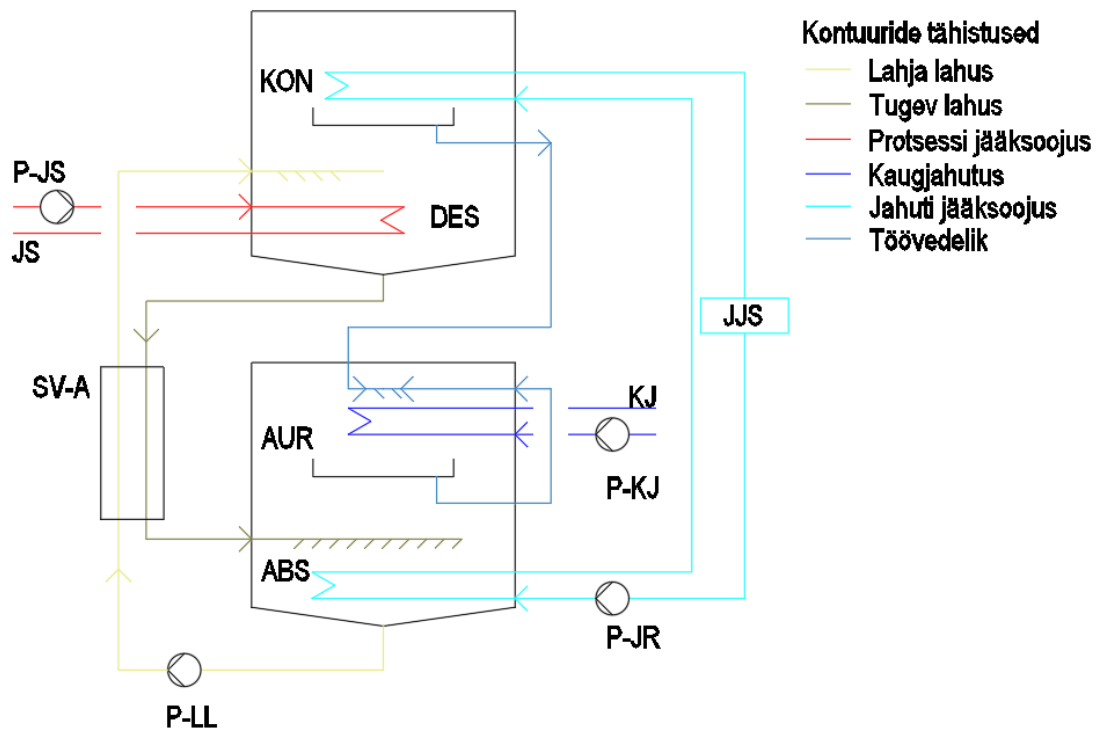 Kontuuride tähistused
Lahja lahus
Tugev lahus
Protsessi jääksoojus
Kaugjahutus
Jahuti jääksoojus
Töövedelik
KON
P-JS
DES
JS
JJS
SV-A
KJ
AUR
P-KJ
ABS
P-JR
P-LL